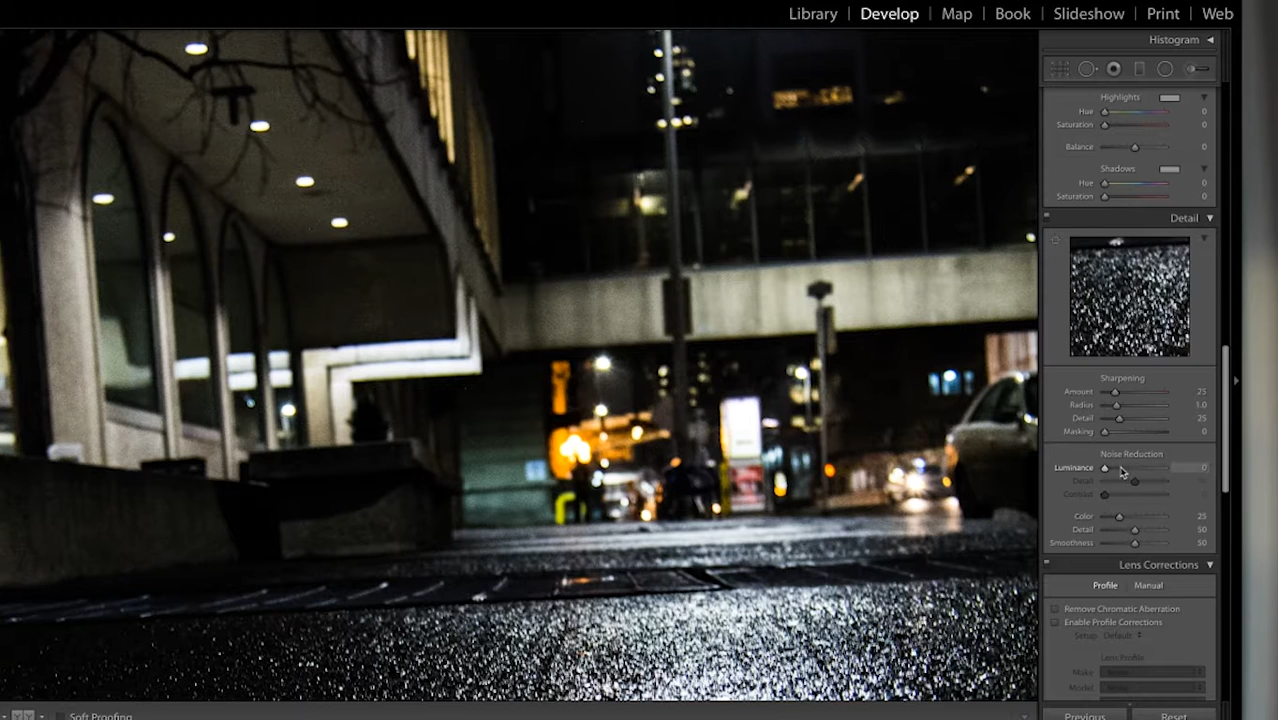 Library | Develop | Map | Book | Slideshow | Print | Web
Histogram
Highlights
Hue 0
Saturation 0
Balance 0
Shadows
Hue 0
Saturation 0
Detail
Sharpening
Amount 25
Radius 1.0
Detail 25
Masking 0
Noise Reduction
Luminance 0
Detail
Contrast
Color 25
Detail 50
Smoothness 50
Lens Corrections
Profile Manual
Remove Chromatic Aberration
Enable Profile Corrections
Setup Default
Lens Profile
Make
Model
Soft Proofing
Previous Reset